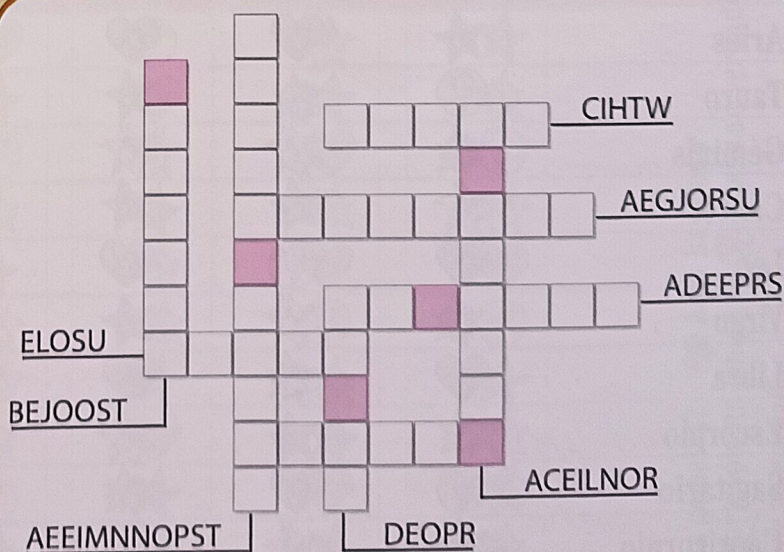 CIHTW
AEGJORSU
ADEEPRS
ELOSU
BEJOOST
ACEILNOR
AEEIMNNOPST
DEOPR